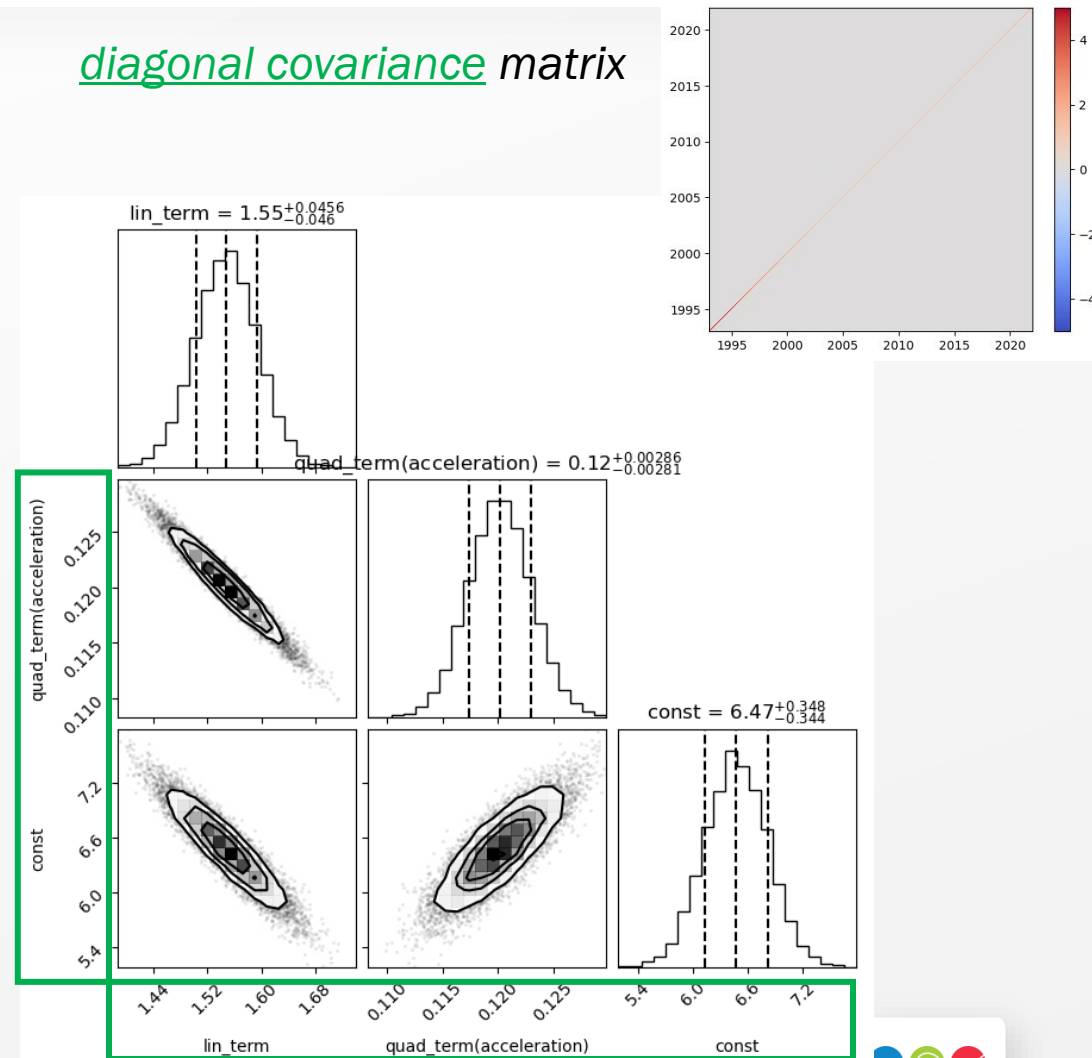 diagonal covariance matrix
2020
2015
2010
2005
2000
1995
1995 2000 2005 2010 2015 2020
4
2
0
−2
−4
lin_term = 1.55+0.0456−0.046
quad_term(acceleration) = 0.12+0.00286−0.00281
quad_term(acceleration)
0.125
0.120
0.115
0.110
const = 6.47+0.348−0.344
const
7.2
6.6
6.0
5.4
1.44 1.52 1.60 1.68
0.110 0.115 0.120 0.125
5.4 6.0 6.6 7.2
lin_term
quad_term(acceleration)
const